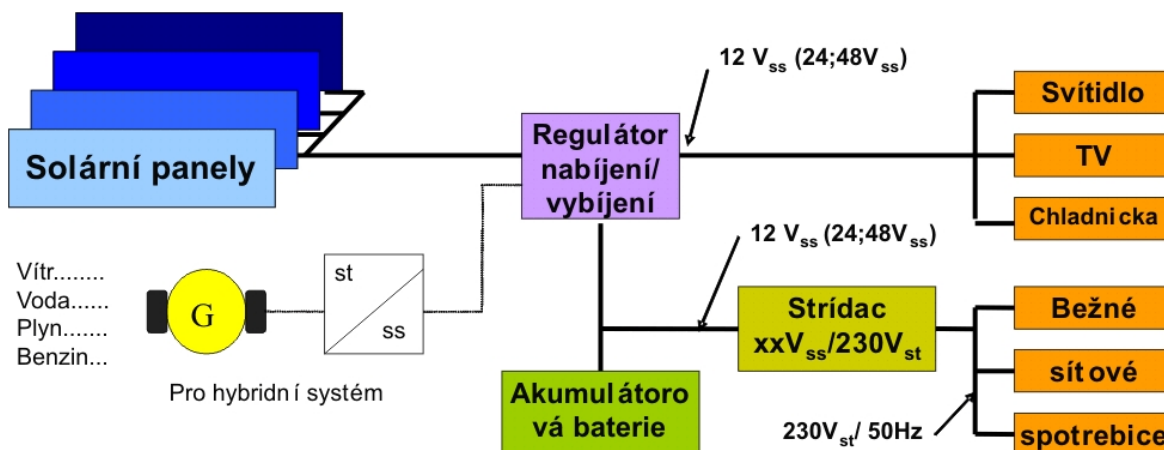 12 Vss (24;48Vss)
Solární panely
Regulátor
nabíjení/
vybíjení
Svítidlo
TV
Chladnicka
12 Vss (24;48Vss)
Vítr........
Voda......
Plyn.......
Benzin...
G
st
ss
Pro hybridní systém
Strídac
xxVss/230Vst
Akumulátoro
vá baterie
230Vst/ 50Hz
Bežné
sít ové
spotrebice